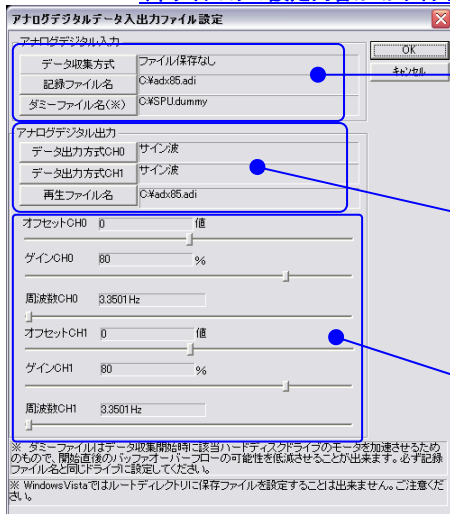 アナログデジタルデータ入出力ファイル設定
アナログデジタル入力
OK
データ収集方式
ファイル保存なし
キャンセル
記録ファイル名
C:¥adx85.adi
ダミーファイル名(※)
C:¥SPU.dummy
アナログデジタル出力
データ出力方式CH0
サイン波
データ出力方式CH1
サイン波
再生ファイル名
C:¥adx85.adi
オフセットCH0 0 値
ゲインCH0 80 %
周波数CH0 3.3501Hz
オフセットCH1 0 値
ゲインCH1 80 %
周波数CH1 3.3501Hz
※ ダミーファイルはデータ収集開始時に該当ハードディスクドライブのモータを加速させるため
のもので、開始直後のバッファオーバーフローの可能性を低減させることが出来ます。必ず記録
ファイル名と同じドライブに設定してください。
※ WindowsVistaではルートディレクトリに保存ファイルを設定することは出来ません。ご注意くだ
さい。